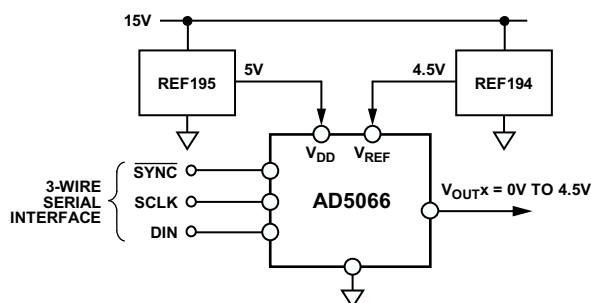 15V
REF195
5V
4.5V
REF194
VDD
VREF
3-WIRE
SERIAL
INTERFACE
SYNC
SCLK
DIN
AD5066
VOUTx = 0V TO 4.5V